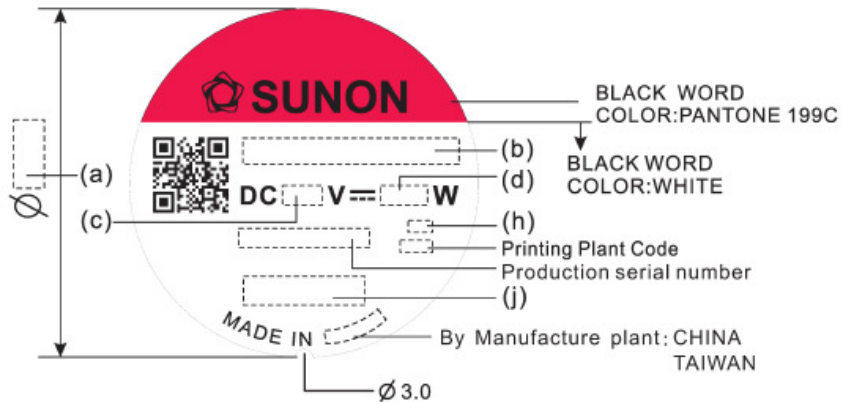 SUNON
BLACK WORD
COLOR:PANTONE 199C
(a)
Ø
(b)
BLACK WORD
COLOR:WHITE
DC V⎓ W
(d)
(c)
(h)
Printing Plant Code
Production serial number
(j)
MADE IN
By Manufacture plant: CHINA
TAIWAN
Ø 3.0